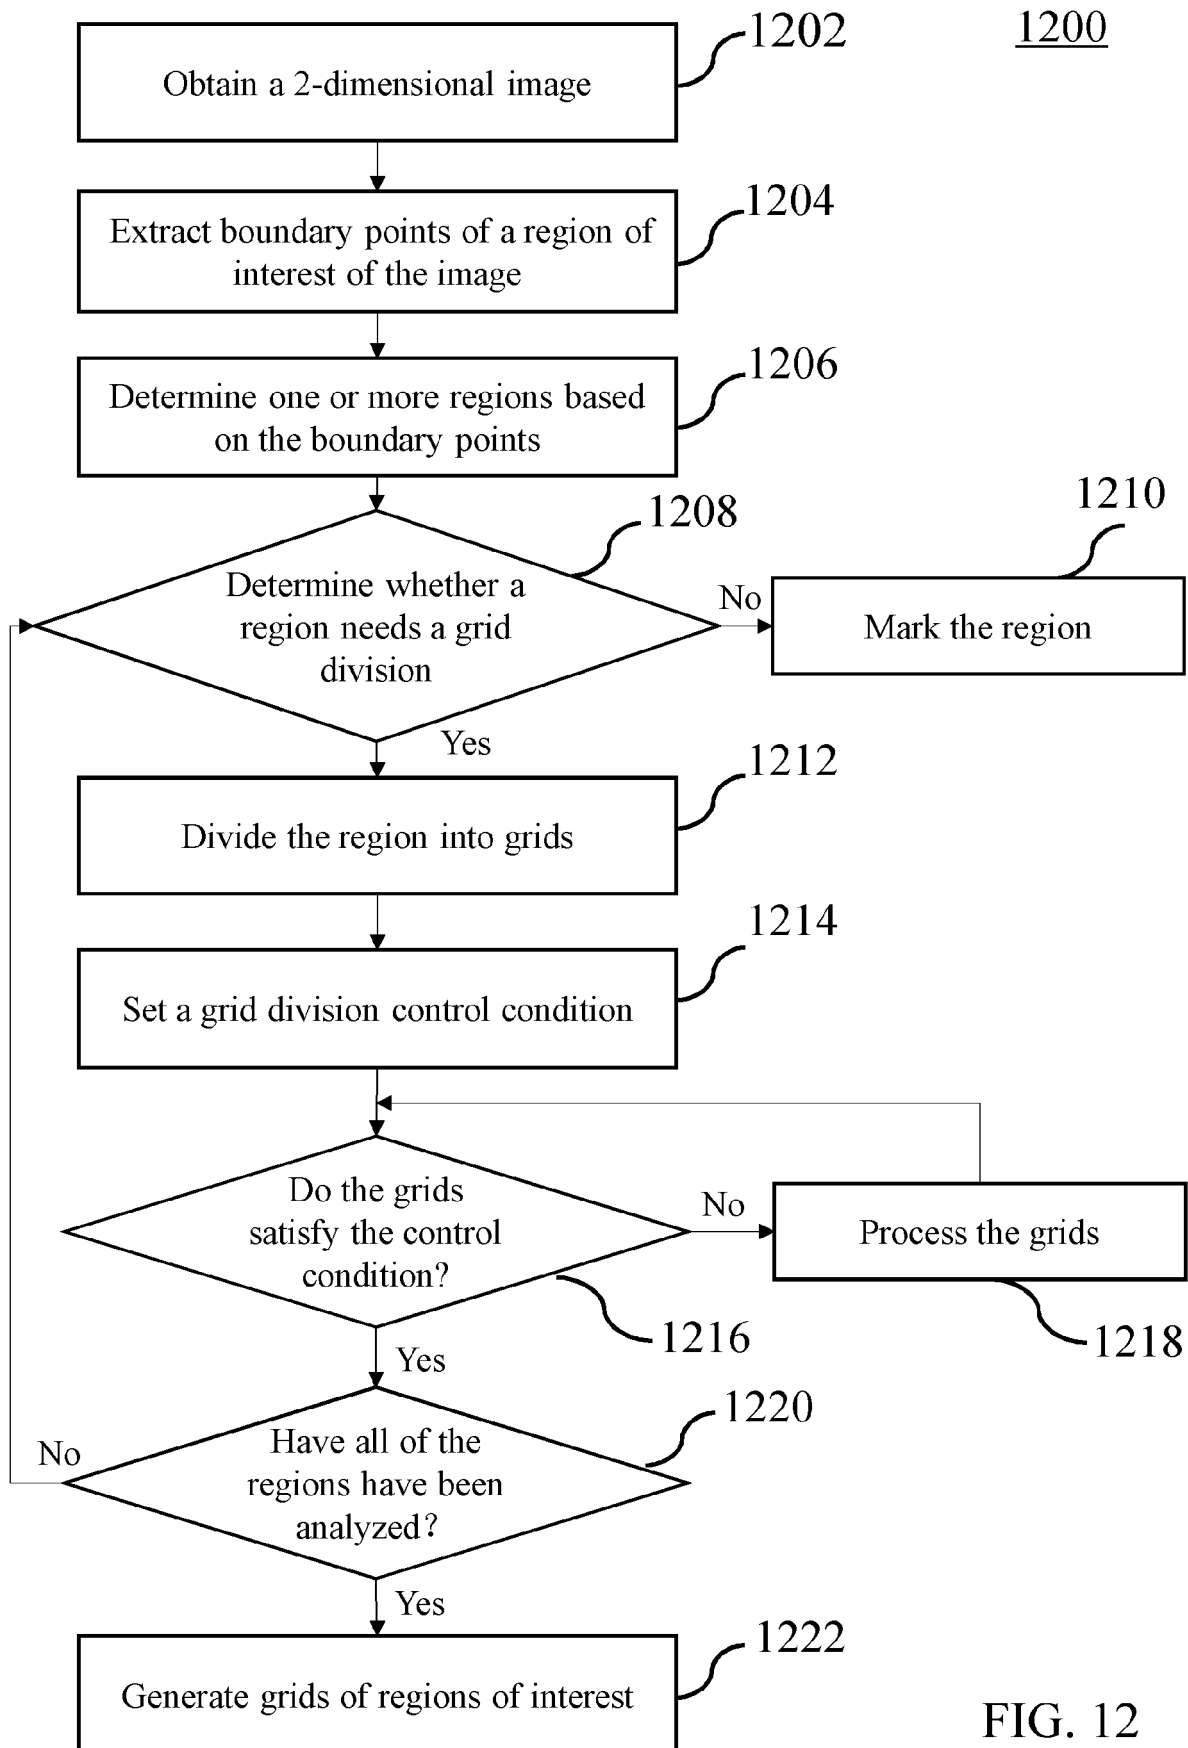 1200
1202
Obtain a 2-dimensional image
1204
Extract boundary points of a region of
interest of the image
1206
Determine one or more regions based
on the boundary points
1208
Determine whether a
region needs a grid
division
No
1210
Mark the region
Yes
1212
Divide the region into grids
1214
Set a grid division control condition
Do the grids
satisfy the control
condition?
1216
No
Process the grids
1218
Yes
1220
Have all of the
regions have been
analyzed?
No
Yes
1222
Generate grids of regions of interest
FIG. 12